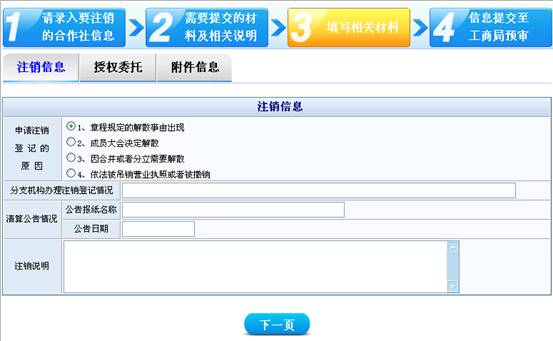 1 请录入要注销的合作社信息
2 需要提交的材料及相关说明
3 填写相关材料
4 信息提交至工商局预审
注销信息 授权委托 附件信息
注销信息
申请注销登记的原因
1、章程规定的解散事由出现
2、成员大会决定解散
3、因合并或者分立需要解散
4、依法被吊销营业执照或者被撤销
分支机构办理注销登记情况
清算公告情况
公告报纸名称
公告日期
注销说明
下一页